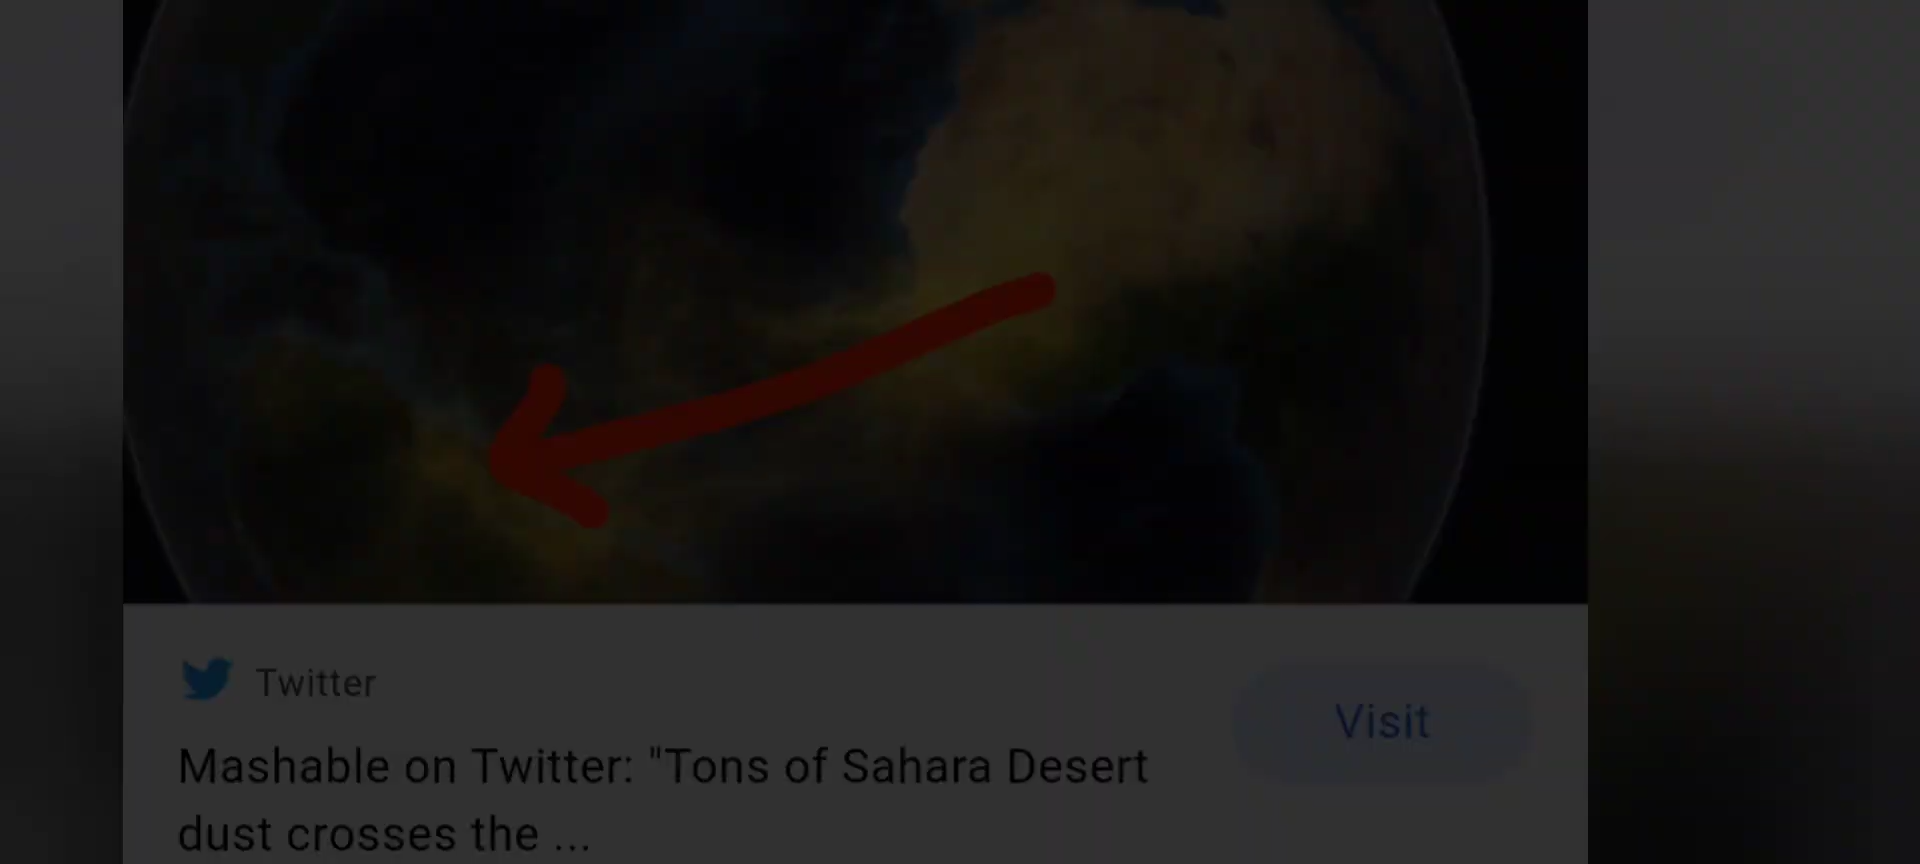 Twitter
Visit
Mashable on Twitter: "Tons of Sahara Desert
dust crosses the ...